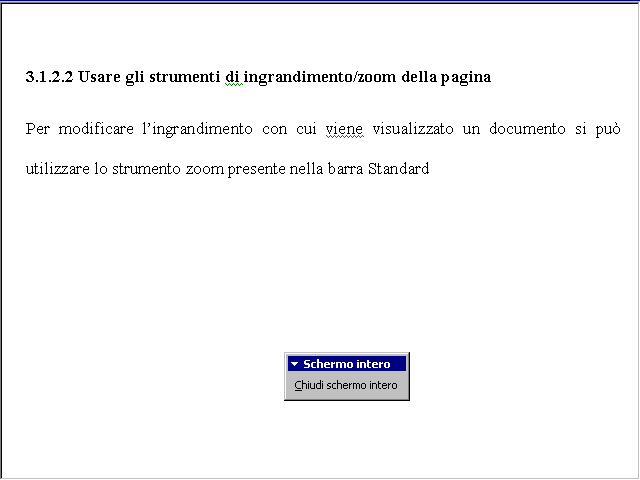 3.1.2.2 Usare gli strumenti di ingrandimento/zoom della pagina
Per modificare l'ingrandimento con cui viene visualizzato un documento si può
utilizzare lo strumento zoom presente nella barra Standard
Schermo intero
Chiudi schermo intero